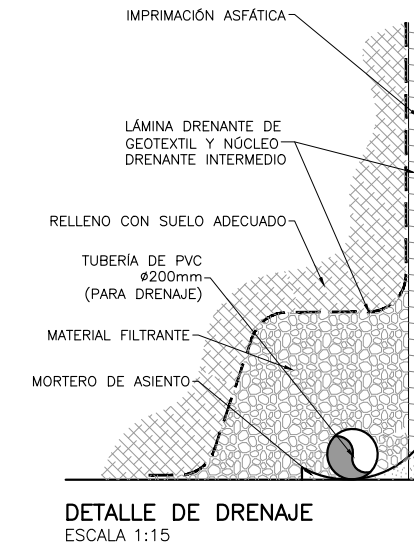 IMPRIMACIÓN ASFÁTICA
LÁMINA DRENANTE DE
GEOTEXTIL Y NÚCLEO
DRENANTE INTERMEDIO
RELLENO CON SUELO ADECUADO
TUBERÍA DE PVC
ø200mm
(PARA DRENAJE)
MATERIAL FILTRANTE
MORTERO DE ASIENTO
DETALLE DE DRENAJE
ESCALA 1:15